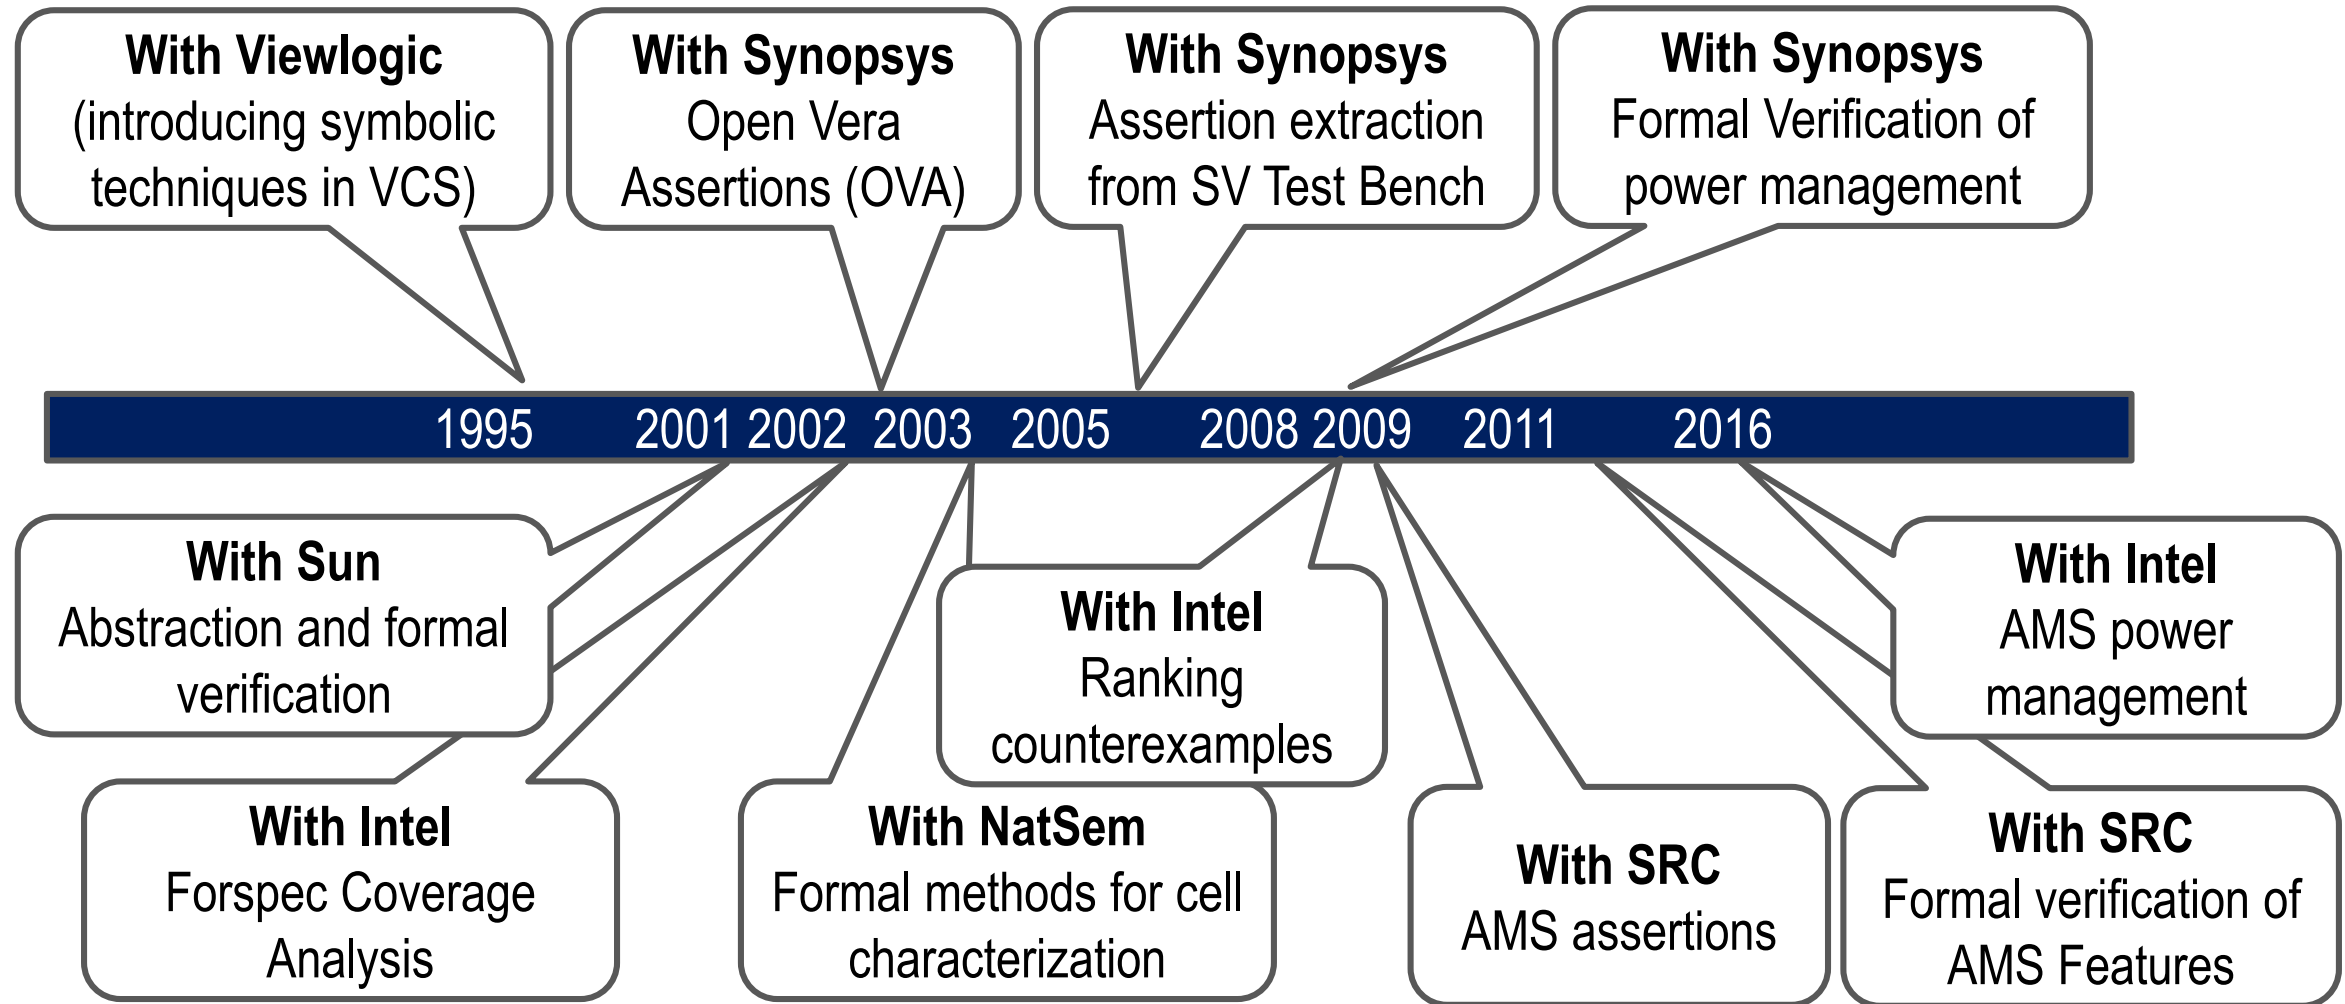 With Viewlogic
(introducing symbolic
techniques in VCS)
With Synopsys
Open Vera
Assertions (OVA)
With Synopsys
Assertion extraction
from SV Test Bench
With Synopsys
Formal Verification of
power management
1995 2001 2002 2003 2005 2008 2009 2011 2016
With Sun
Abstraction and formal
verification
With Intel
Forspec Coverage
Analysis
With NatSem
Formal methods for cell
characterization
With Intel
Ranking
counterexamples
With SRC
AMS assertions
With Intel
AMS power
management
With SRC
Formal verification of
AMS Features